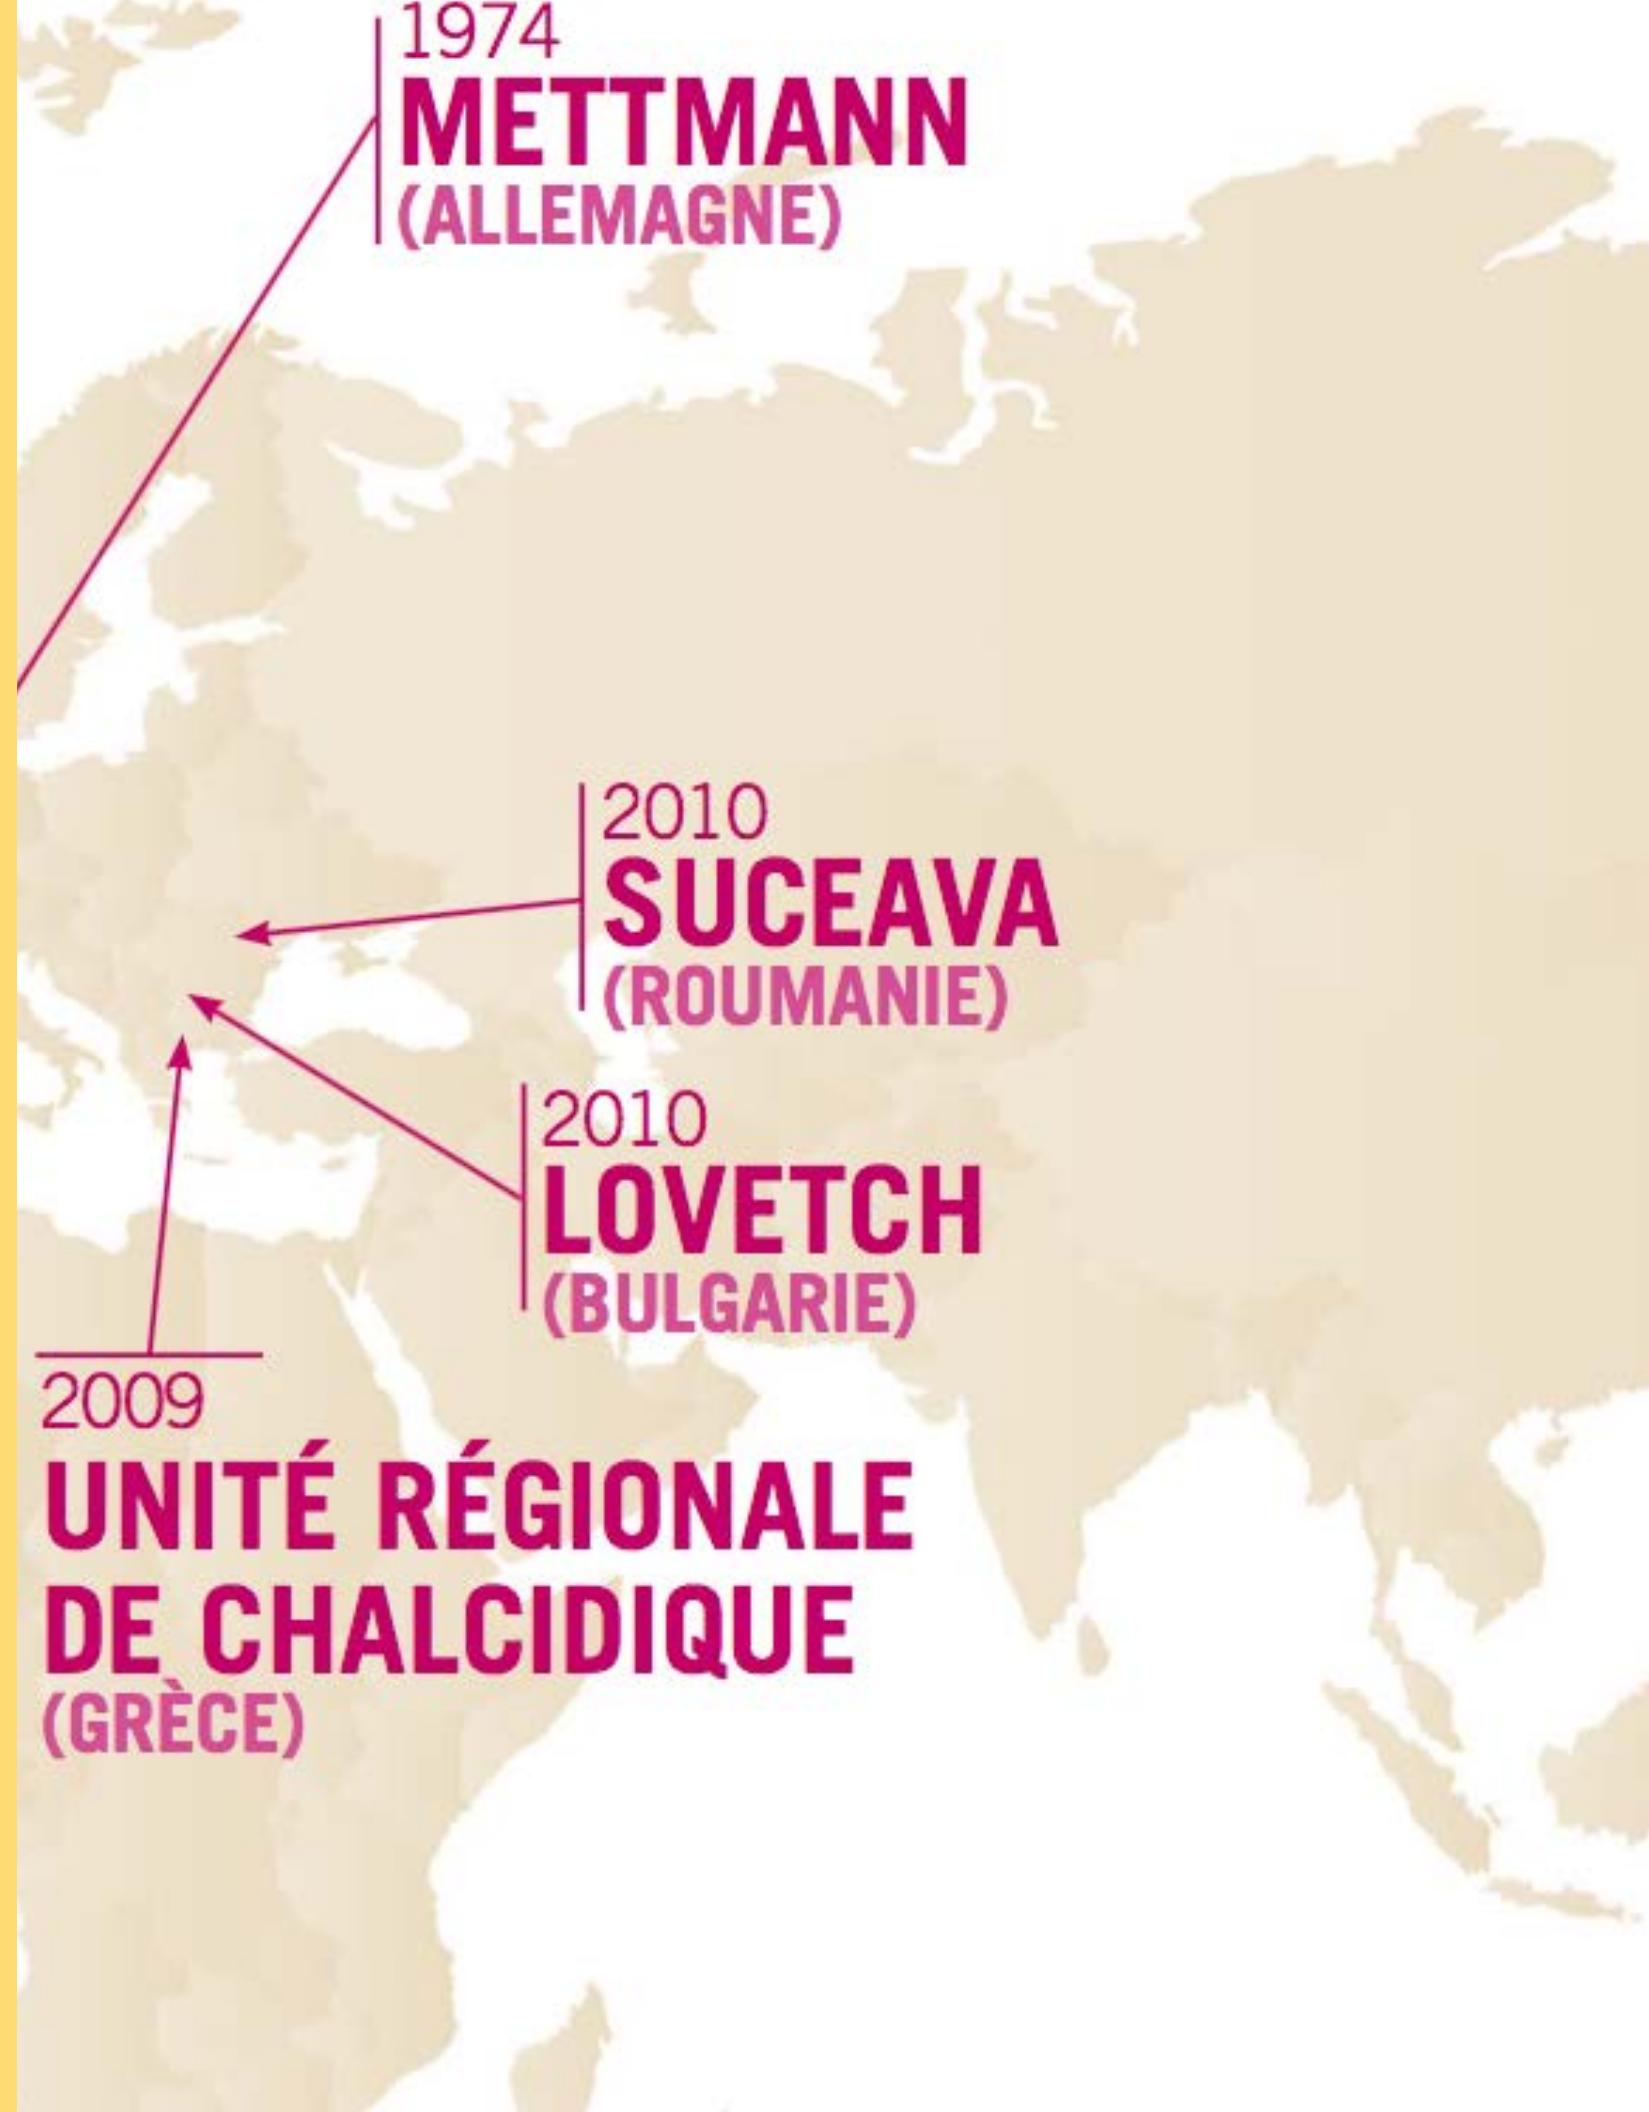 1974
METTMANN
(ALLEMAGNE)
2010
SUCEAVA
(ROUMANIE)
2010
LOVETCH
(BULGARIE)
2009
UNITÉ RÉGIONALE
DE CHALCIDIQUE
(GRÈCE)